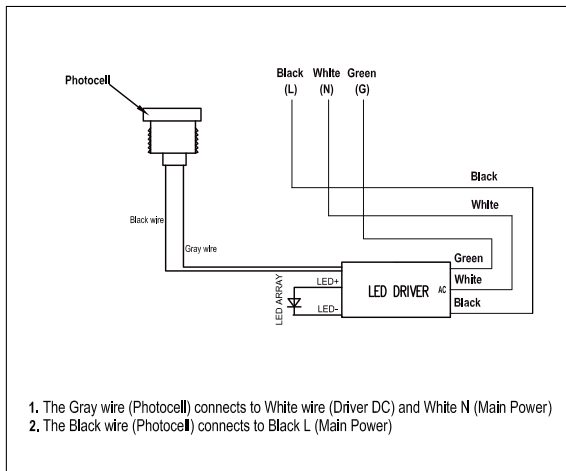 Photocell
Black White Green
(L) (N) (G)
Black
White
Black wire
Gray wire
Green
White
Black
LED+
LED-
LED ARRAY
LED DRIVER AC
1. The Gray wire (Photocell) connects to White wire (Driver DC) and White N (Main Power)
2. The Black wire (Photocell) connects to Black L (Main Power)